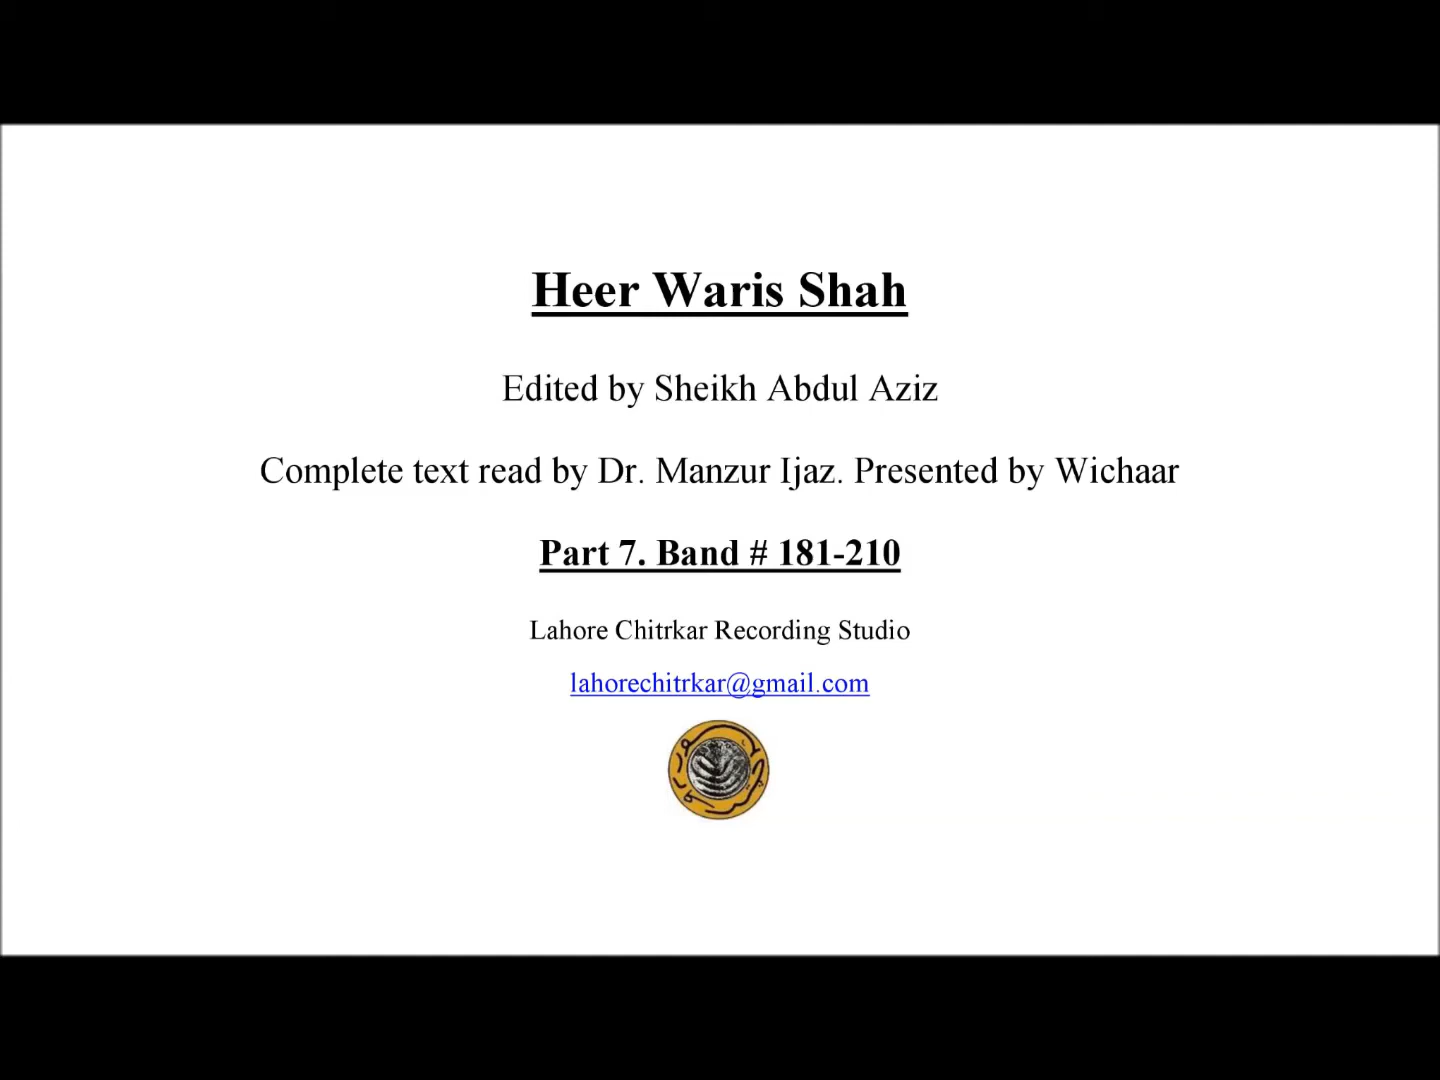 Heer Waris Shah
Edited by Sheikh Abdul Aziz
Complete text read by Dr. Manzur Ijaz. Presented by Wichaar
Part 7. Band # 181-210
Lahore Chitrkar Recording Studio
lahorechitrkar@gmail.com